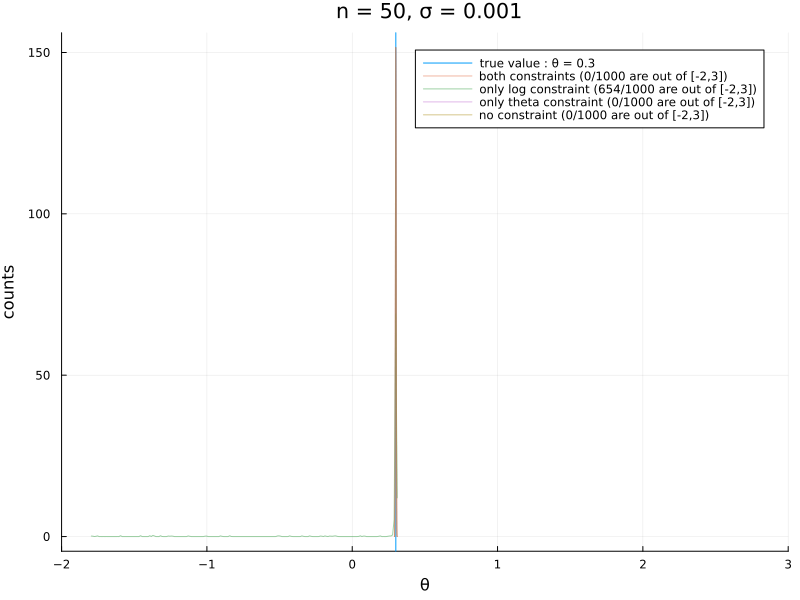 n = 50, σ = 0.001
150
100
50
0
counts
true value : θ = 0.3
both constraints (0/1000 are out of [-2,3])
only log constraint (654/1000 are out of [-2,3])
only theta constraint (0/1000 are out of [-2,3])
no constraint (0/1000 are out of [-2,3])
−2 −1 0 1 2 3
θ